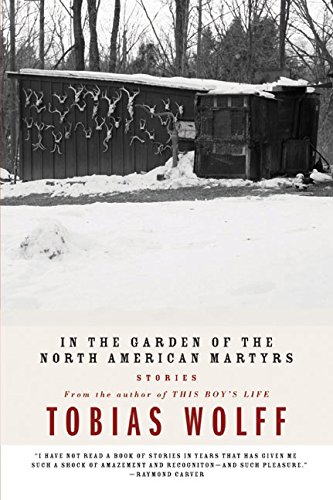 IN THE GARDEN OF THE
NORTH AMERICAN MARTYRS
STORIES
From the author of THIS BOY'S LIFE
TOBIAS WOLFF
"I HAVE NOT READ A BOOK OF STORIES IN YEARS THAT HAS GIVEN ME
SUCH A SHOCK OF AMAZEMENT AND RECOGNITON—AND SUCH PLEASURE."
—RAYMOND CARVER